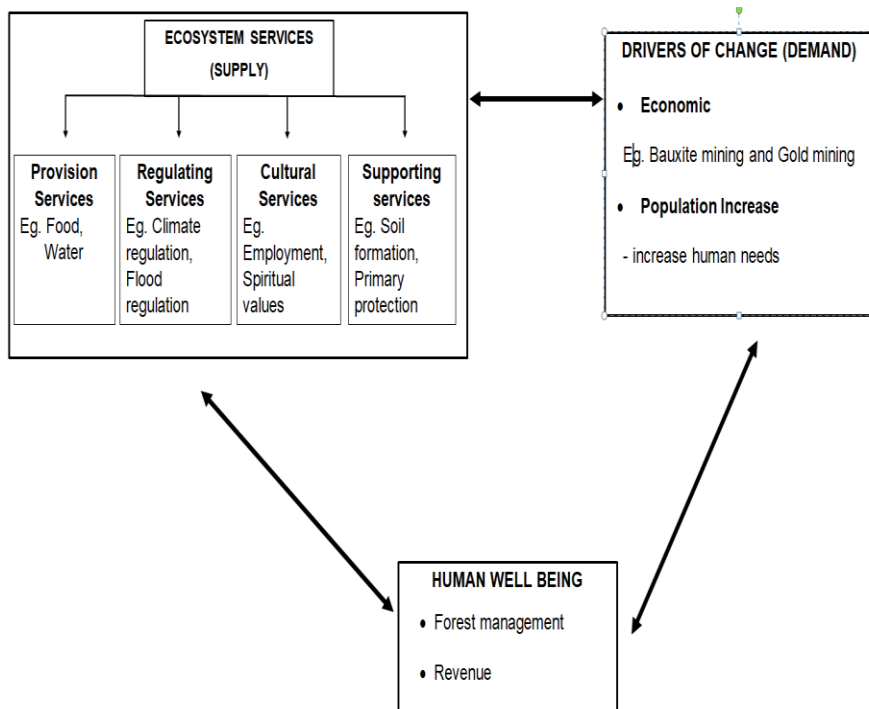 ECOSYSTEM SERVICES
(SUPPLY)
Provision
Services
Eg. Food,
Water
Regulating
Services
Eg. Climate
regulation,
Flood
regulation
Cultural
Services
Eg.
Employment,
Spiritual
values
Supporting
services
Eg. Soil
formation,
Primary
protection
DRIVERS OF CHANGE (DEMAND)
• Economic
Eg. Bauxite mining and Gold mining
• Population Increase
- increase human needs
HUMAN WELL BEING
• Forest management
• Revenue